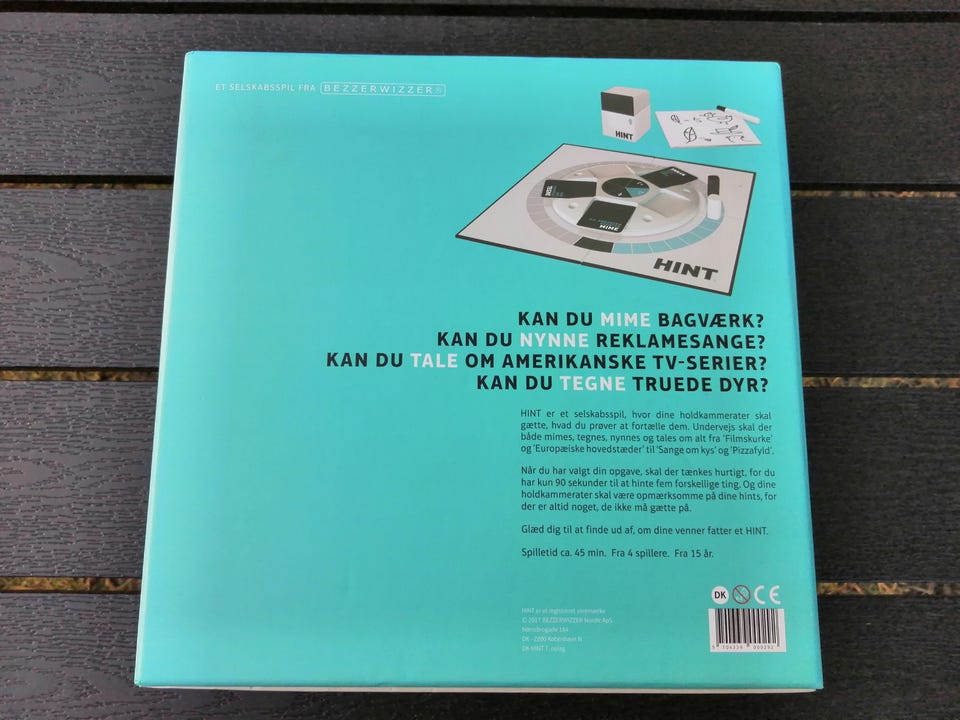 ET SELSKABSSPIL FRA BEZZERWIZZER®
HINT
TALE
MIME
HINT
KAN DU MIME BAGVÆRK?
KAN DU NYNNE REKLAMESANGE?
KAN DU TALE OM AMERIKANSKE TV-SERIER?
KAN DU TEGNE TRUEDE DYR?
HINT er et selskabsspil, hvor dine holdkammerater skal
gætte, hvad du prøver at fortælle dem. Undervejs skal der
både mimes, tegnes, nynnes og tales om alt fra 'Filmskurke'
og 'Europæiske hovedstæder' til 'Sange om kys' og 'Pizzafyld'.
Når du har valgt din opgave, skal der tænkes hurtigt, for du
har kun 90 sekunder til at hinte fem forskellige ting. Og dine
holdkammerater skal være opmærksomme på dine hints, for
der er altid noget, de ikke må gætte på.
Glæd dig til at finde ud af, om dine venner fatter et HINT.
Spilletid ca. 45 min. Fra 4 spillere. Fra 15 år.
DK
CE
HINT er et registreret varemærke
BEZZERWIZZER Nordic ApS
DK - 2200 København N